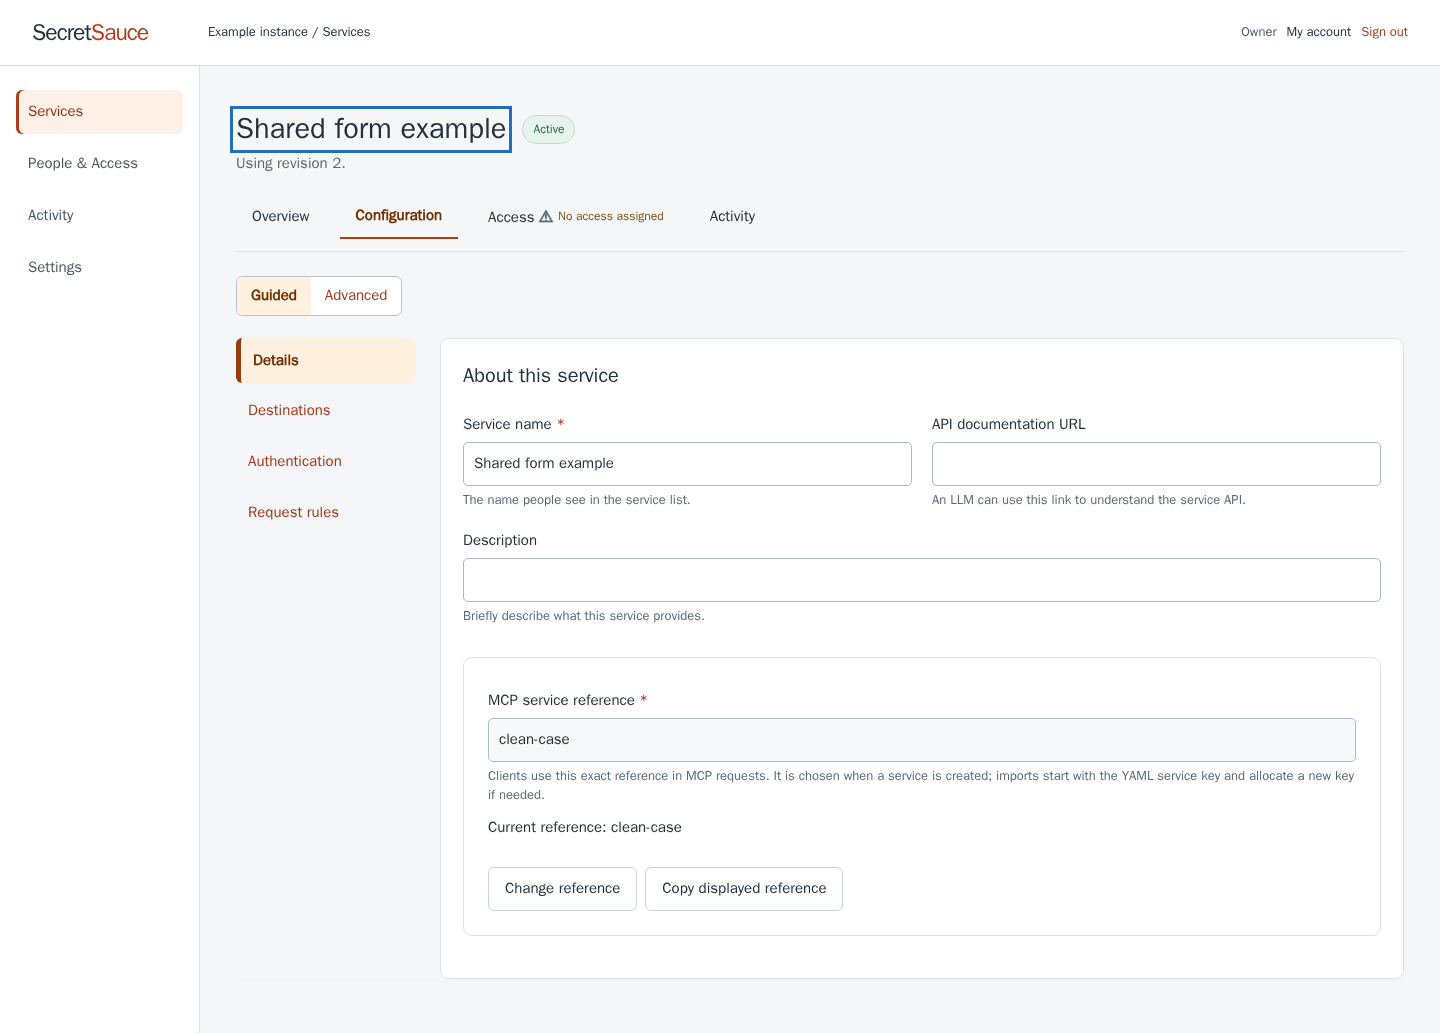 SecretSauce
Example instance / Services
Owner My account Sign out
Services
People & Access
Activity
Settings
Shared form example Active
Using revision 2.
Overview Configuration Access ⚠ No access assigned Activity
Guided Advanced
Details
Destinations
Authentication
Request rules
About this service
Service name *
Shared form example
The name people see in the service list.
API documentation URL
An LLM can use this link to understand the service API.
Description
Briefly describe what this service provides.
MCP service reference *
clean-case
Clients use this exact reference in MCP requests. It is chosen when a service is created; imports start with the YAML service key and allocate a new key
if needed.
Current reference: clean-case
Change reference Copy displayed reference